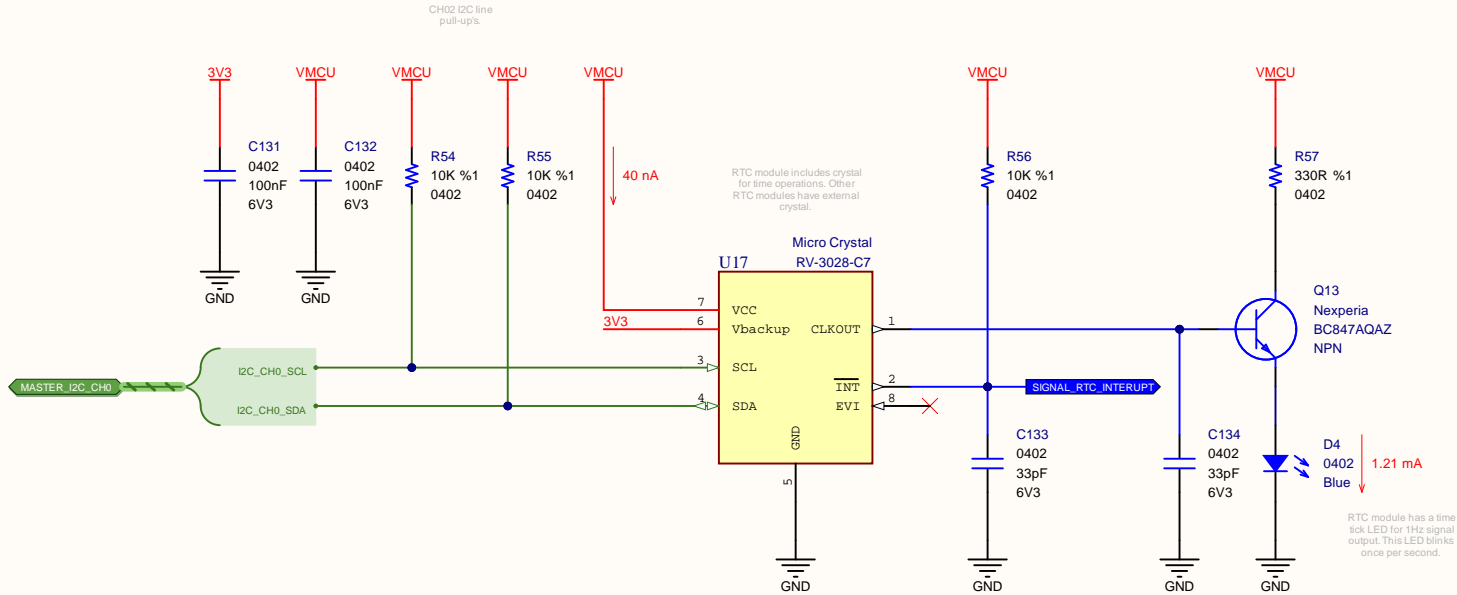 CH02 I2C line
pull-up's.
3V3
VMCU
VMCU
VMCU
VMCU
VMCU
VMCU
C131
0402
100nF
6V3
C132
0402
100nF
6V3
R54
10K %1
0402
R55
10K %1
0402
40 nA
RTC module includes crystal
for time operations. Other
RTC modules have external
crystal.
R56
10K %1
0402
R57
330R %1
0402
GND
GND
Micro Crystal
U17
RV-3028-C7
7
VCC
3V3
6
Vbackup
CLKOUT
1
3
SCL
INT
2
4
SDA
EVI
8
GND
5
Q13
Nexperia
BC847AQAZ
NPN
MASTER_I2C_CH0
I2C_CH0_SCL
I2C_CH0_SDA
SIGNAL_RTC_INTERUPT
C133
0402
33pF
6V3
C134
0402
33pF
6V3
D4
0402
Blue
1.21 mA
RTC module has a time
tick LED for 1Hz signal
output. This LED blinks
once per second.
GND
GND
GND
GND